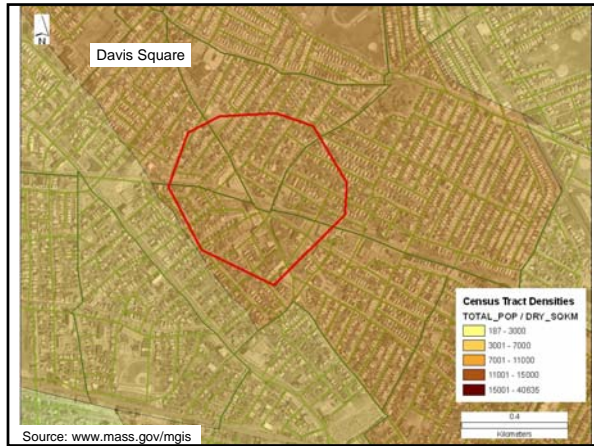 N
Davis Square
Census Tract Densities
TOTAL_POP / DRY_SQKM
187 - 3000
3001 - 7000
7001 - 11000
11001 - 15000
15001 - 40635
0.4
Kilometers
Source: www.mass.gov/mgis